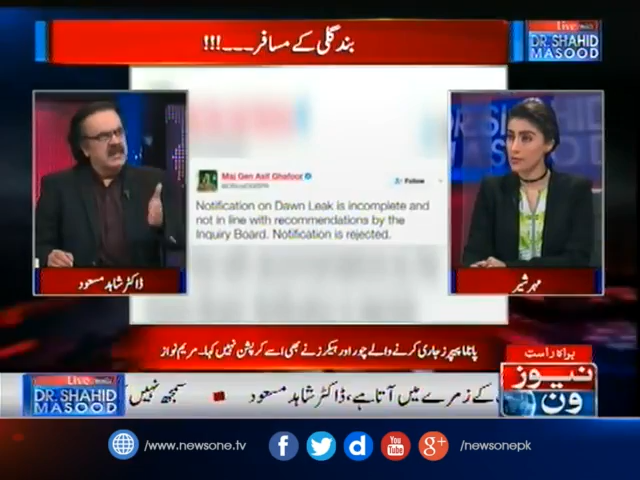 بند گلی کے مسافر ---!!!
Live With
DR. SHAHID
MASOOD
Maj Gen Asif Ghafoor
Follow
Notification on Dawn Leak is incomplete and
not in line with recommendations by the
Inquiry Board. Notification is rejected.
ڈاکٹر شاہد مسعود
مہر شیر
پانامہ پیپرز جاری کرنے والے چور اور ہیکرز نے بھی اسے کرپشن نہیں کہا۔ مریم نواز
براہ راست
نیوز
ون
Live With
DR. SHAHID
MASOOD
کے زمرے میں آتا ہے، ڈاکٹر شاہد مسعود
سمجھ نہیں
/www.newsone.tv
/newsonepk